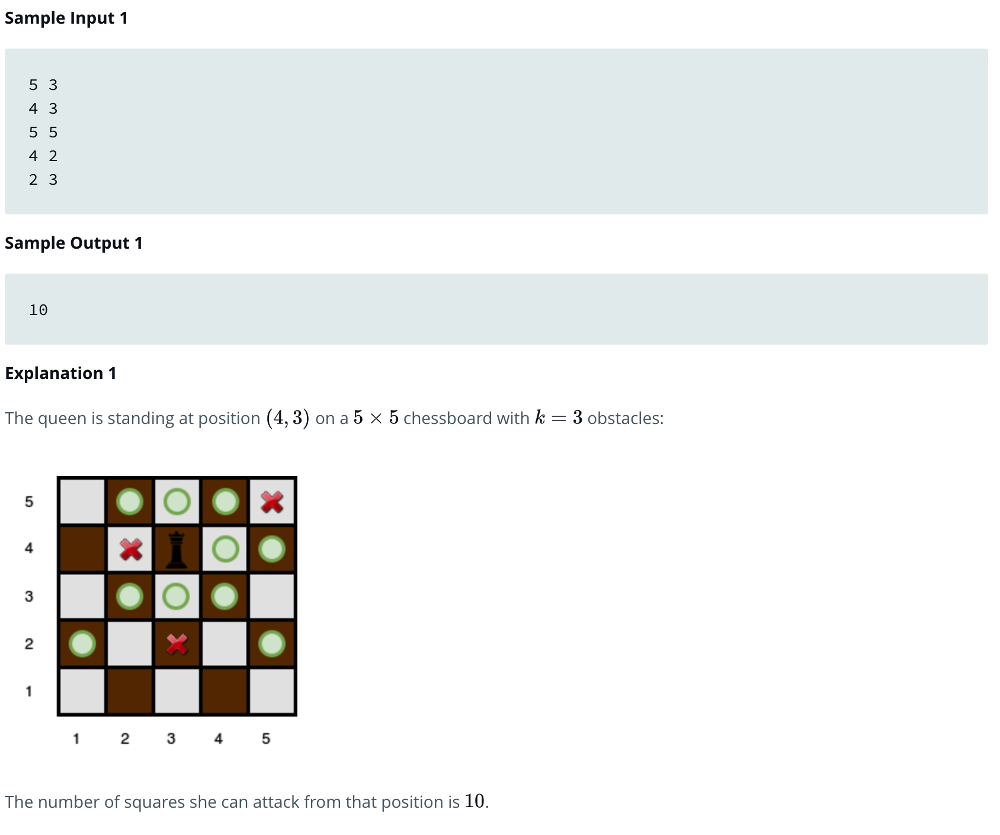 Sample Input 1
5 3
4 3
5 5
4 2
2 3
Sample Output 1
10
Explanation 1
The queen is standing at position (4, 3) on a 5 × 5 chessboard with k = 3 obstacles:
5
4
3
2
1
1 2 3 4 5
The number of squares she can attack from that position is 10.